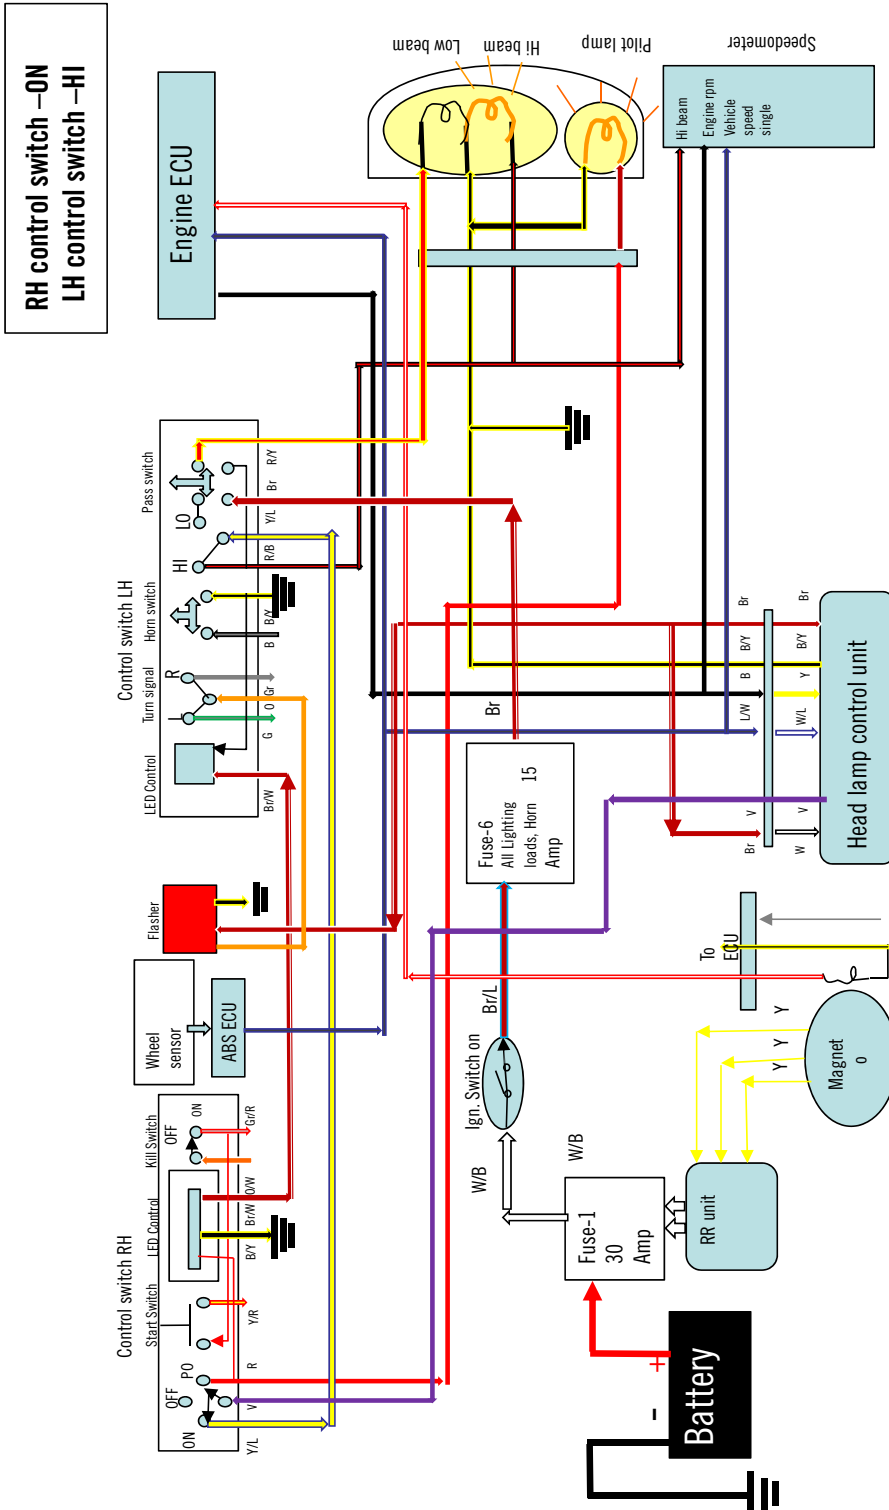 RH control switch –ON
LH control switch –HI
Engine ECU
Low beam
Hi beam
Pilot lamp
Speedometer
Hi beam
Engine rpm
Vehicle
speed
single
Control switch LH
LED Control
Turn signal
Horn switch
Pass switch
L
R
HI
LO
Br/W
G
O
Gr
B
B/Y
R/B
Y/L
Br
R/Y
Flasher
Wheel
sensor
ABS ECU
Control switch RH
Start Switch
LED Control
Kill Switch
ON
OFF
PO
OFF
ON
Y/L
V
R
Y/R
B/Y
Br/W
O/W
Gr/R
Br
Fuse-6
All Lighting
loads, Horn
15
Amp
Br/L
Ign. Switch on
W/B
W/B
Fuse-1
30
Amp
RR unit
Battery
-
+
Magnet
o
Y
Y
Y
To
ECU
Br
V
L/W
B
B/Y
Br
W
V
W/L
Y
B/Y
Br
Head lamp control unit